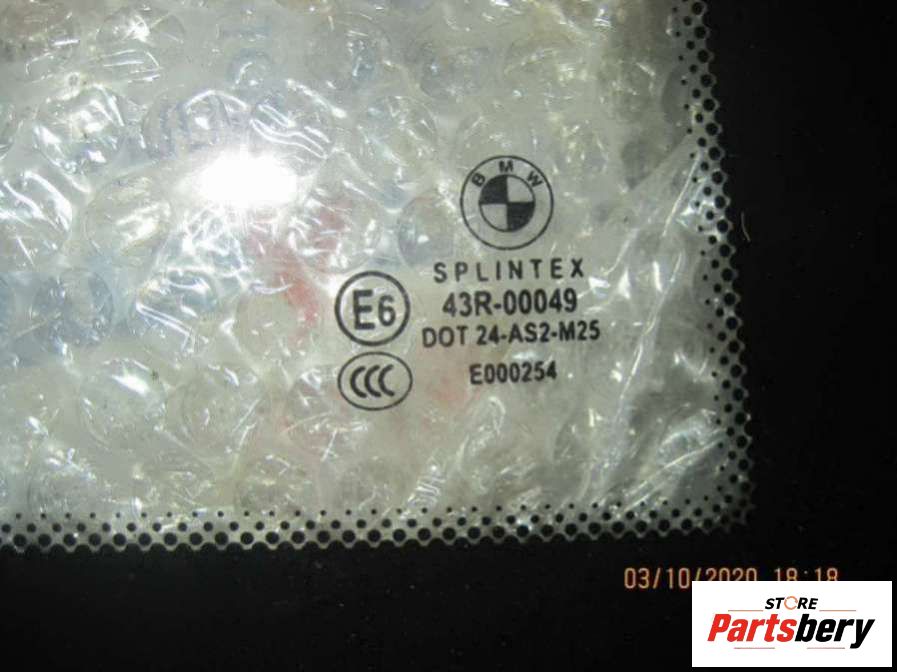 BMW
SPLINTEX
E6 43R-00049
DOT 24-AS2-M25
CCC E000254
03/10/2020 18:18
STORE
Partsbery